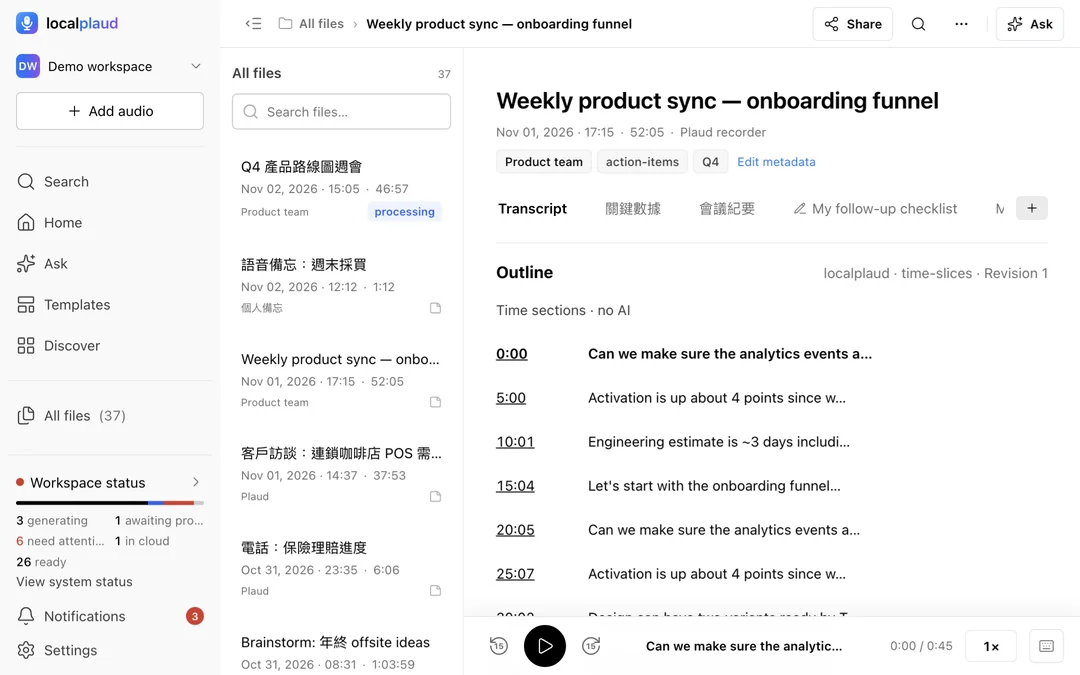 localplaud
DW Demo workspace
+ Add audio
Search
Home
Ask
Templates
Discover
All files (37)
Workspace status
3 generating 1 awaiting pro...
6 need attenti... 1 in cloud
26 ready
View system status
Notifications 3
Settings
All files › Weekly product sync — onboarding funnel
Share
Ask
All files 37
Search files...
Q4 產品路線圖週會
Nov 02, 2026 · 15:05 · 46:57
Product team processing
語音備忘：週末採買
Nov 02, 2026 · 12:12 · 1:12
個人備忘
Weekly product sync — onbo...
Nov 01, 2026 · 17:15 · 52:05
Product team
客戶訪談：連鎖咖啡店 POS 需...
Nov 01, 2026 · 14:37 · 37:53
Plaud
電話：保險理賠進度
Oct 31, 2026 · 23:35 · 6:06
Plaud
Brainstorm: 年終 offsite ideas
Oct 31, 2026 · 08:31 · 1:03:59
Weekly product sync — onboarding funnel
Nov 01, 2026 · 17:15 · 52:05 · Plaud recorder
Product team action-items Q4 Edit metadata
Transcript 關鍵數據 會議紀要 My follow-up checklist
Outline localplaud · time-slices · Revision 1
Time sections · no AI
0:00 Can we make sure the analytics events a...
5:00 Activation is up about 4 points since w...
10:01 Engineering estimate is ~3 days includi...
15:04 Let's start with the onboarding funnel...
20:05 Can we make sure the analytics events a...
25:07 Activation is up about 4 points since w...
15 15 Can we make sure the analytic... 0:00 / 0:45 1×